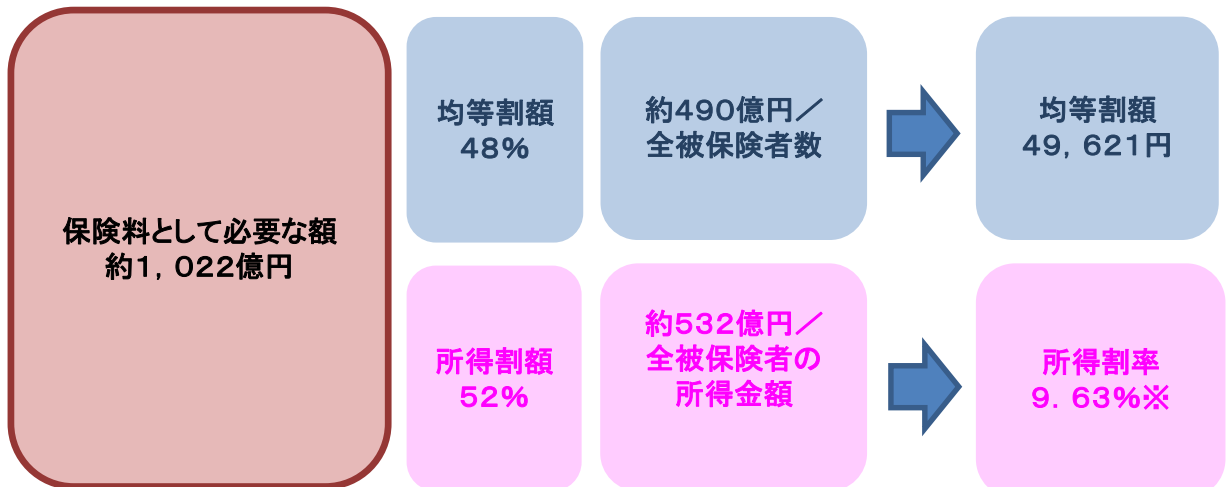 保険料として必要な額
約1，022億円
均等割額
48％
約490億円／
全被保険者数
均等割額
49，621円
所得割額
52％
約532億円／
全被保険者の
所得金額
所得割率
9．63％※